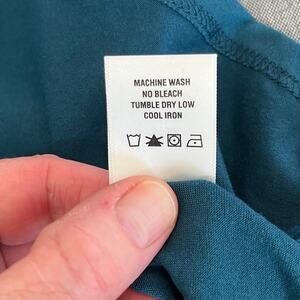 MACHINE WASH
NO BLEACH
TUMBLE DRY LOW
COOL IRON